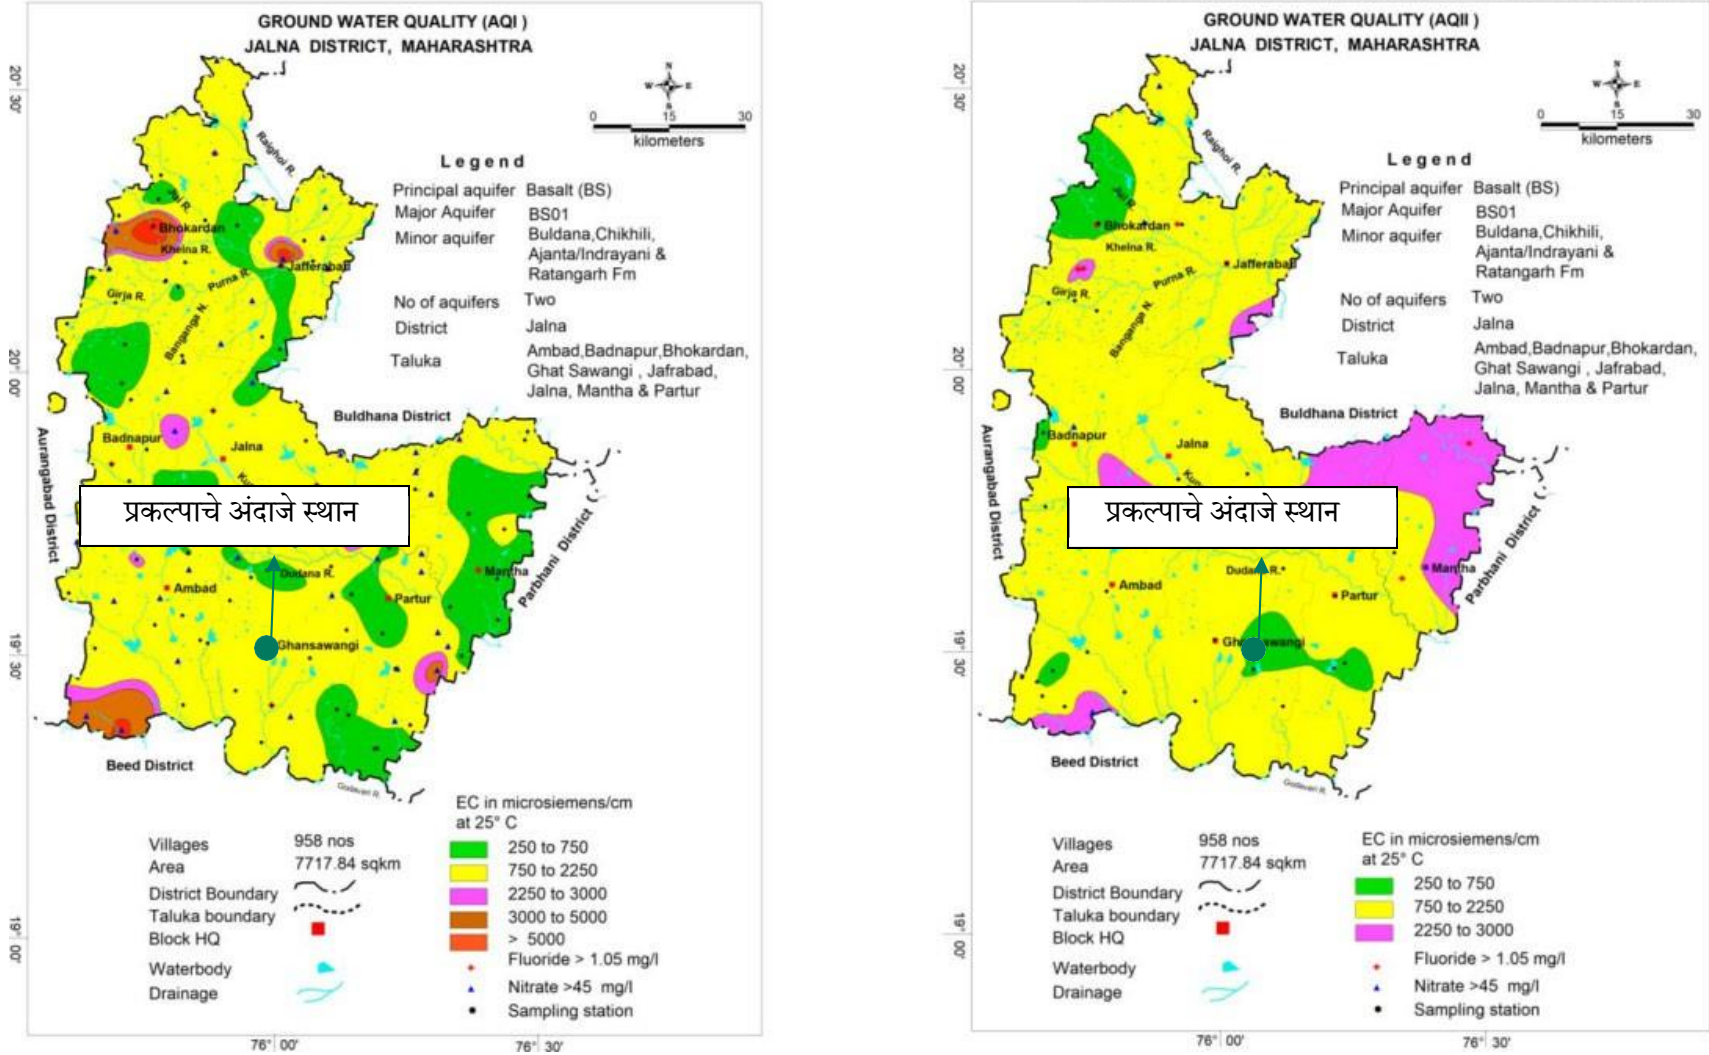 GROUND WATER QUALITY (AQI )
JALNA DISTRICT, MAHARASHTRA
20° 30'
N
W E
S
0 15 30
kilometers
Raighol R.
Legend
Principal aquifer Basalt (BS)
Major Aquifer BS01
Minor aquifer Buldana,Chikhili,
Ajanta/Indrayani &
Ratangarh Fm
No of aquifers Two
District Jalna
Taluka Ambad,Badnapur,Bhokardan,
Ghat Sawangi , Jafrabad,
Jalna, Mantha & Partur
Bhokardan
Khelna R.
Jafferabad
Purna R.
Girja R.
Banganga N.
20° 00'
Buldhana District
Badnapur
Jalna
Aurangabad District
प्रकल्पाचे अंदाजे स्थान
Parbhani District
Dudana R.
Mantha
Ambad
Partur
Ghansawangi
19° 30'
Beed District
Godavari R.
EC in microsiemens/cm
at 25° C
Villages 958 nos
Area 7717.84 sqkm
District Boundary
Taluka boundary
Block HQ
Waterbody
Drainage
250 to 750
750 to 2250
2250 to 3000
3000 to 5000
> 5000
Fluoride > 1.05 mg/l
Nitrate >45 mg/l
Sampling station
19° 00'
76° 00' 76° 30'
GROUND WATER QUALITY (AQII )
JALNA DISTRICT, MAHARASHTRA
20° 30'
N
W E
S
0 15 30
kilometers
Raighol R.
Legend
Principal aquifer Basalt (BS)
Major Aquifer BS01
Minor aquifer Buldana,Chikhili,
Ajanta/Indrayani &
Ratangarh Fm
No of aquifers Two
District Jalna
Taluka Ambad,Badnapur,Bhokardan,
Ghat Sawangi , Jafrabad,
Jalna, Mantha & Partur
Bhokardan
Khelna R.
Jafferabad
Purna R.
Girja R.
Banganga N.
20° 00'
Buldhana District
Badnapur
Jalna
Aurangabad District
प्रकल्पाचे अंदाजे स्थान
Parbhani District
Mantha
Ambad
Partur
19° 30'
Beed District
Godavari R.
EC in microsiemens/cm
at 25° C
Villages 958 nos
Area 7717.84 sqkm
District Boundary
Taluka boundary
Block HQ
Waterbody
Drainage
250 to 750
750 to 2250
2250 to 3000
Fluoride > 1.05 mg/l
Nitrate >45 mg/l
Sampling station
19° 00'
76° 00' 76° 30'